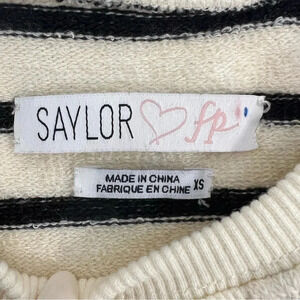 SAYLOR ♡ fp
MADE IN CHINA
FABRIQUE EN CHINE XS